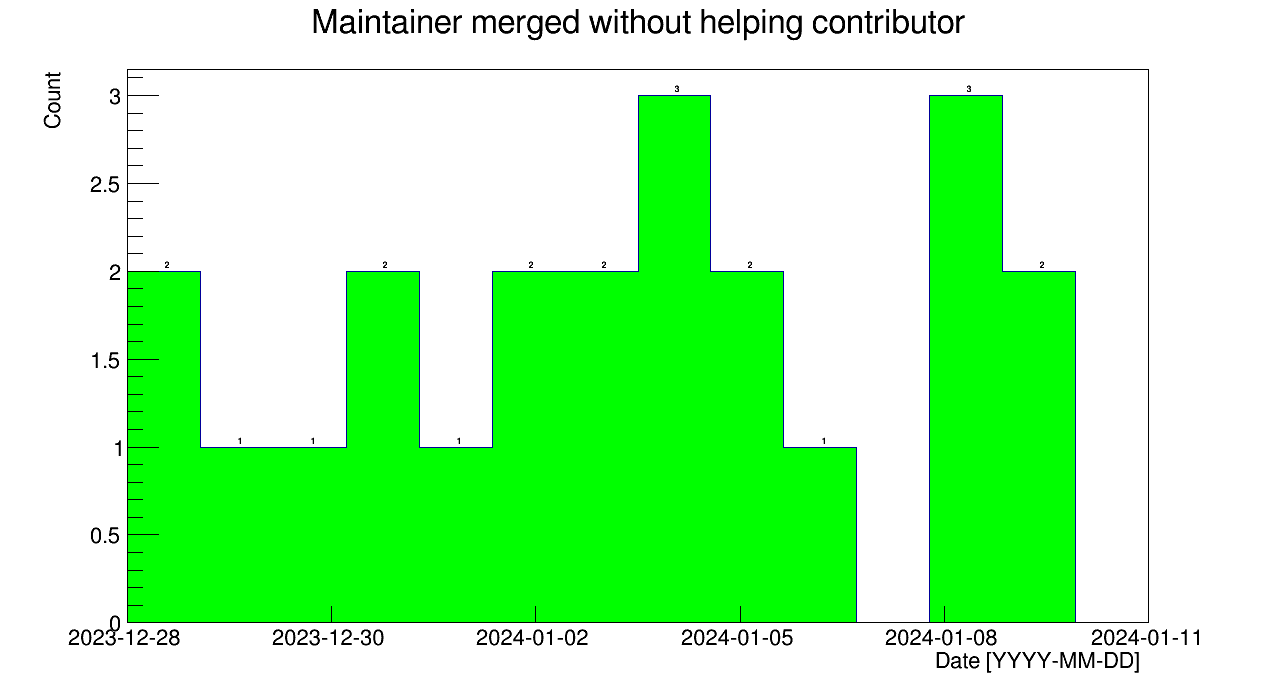 Maintainer merged without helping contributor
Count
3
2.5
2
1.5
1
0.5
0
2 1 1 2 1 2 2 3 2 1 3 2
2023-12-28 2023-12-30 2024-01-02 2024-01-05 2024-01-08 2024-01-11
Date [YYYY-MM-DD]